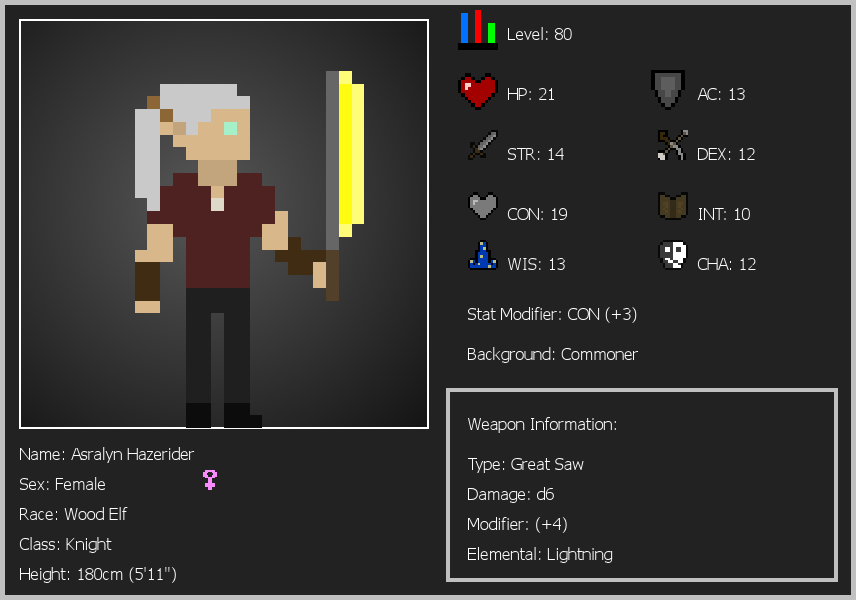 Level: 80
HP: 21
AC: 13
STR: 14
DEX: 12
CON: 19
INT: 10
WIS: 13
CHA: 12
Stat Modifier: CON (+3)
Background: Commoner
Weapon Information:
Type: Great Saw
Damage: d6
Modifier: (+4)
Elemental: Lightning
Name: Asralyn Hazerider
Sex: Female
Race: Wood Elf
Class: Knight
Height: 180cm (5'11")